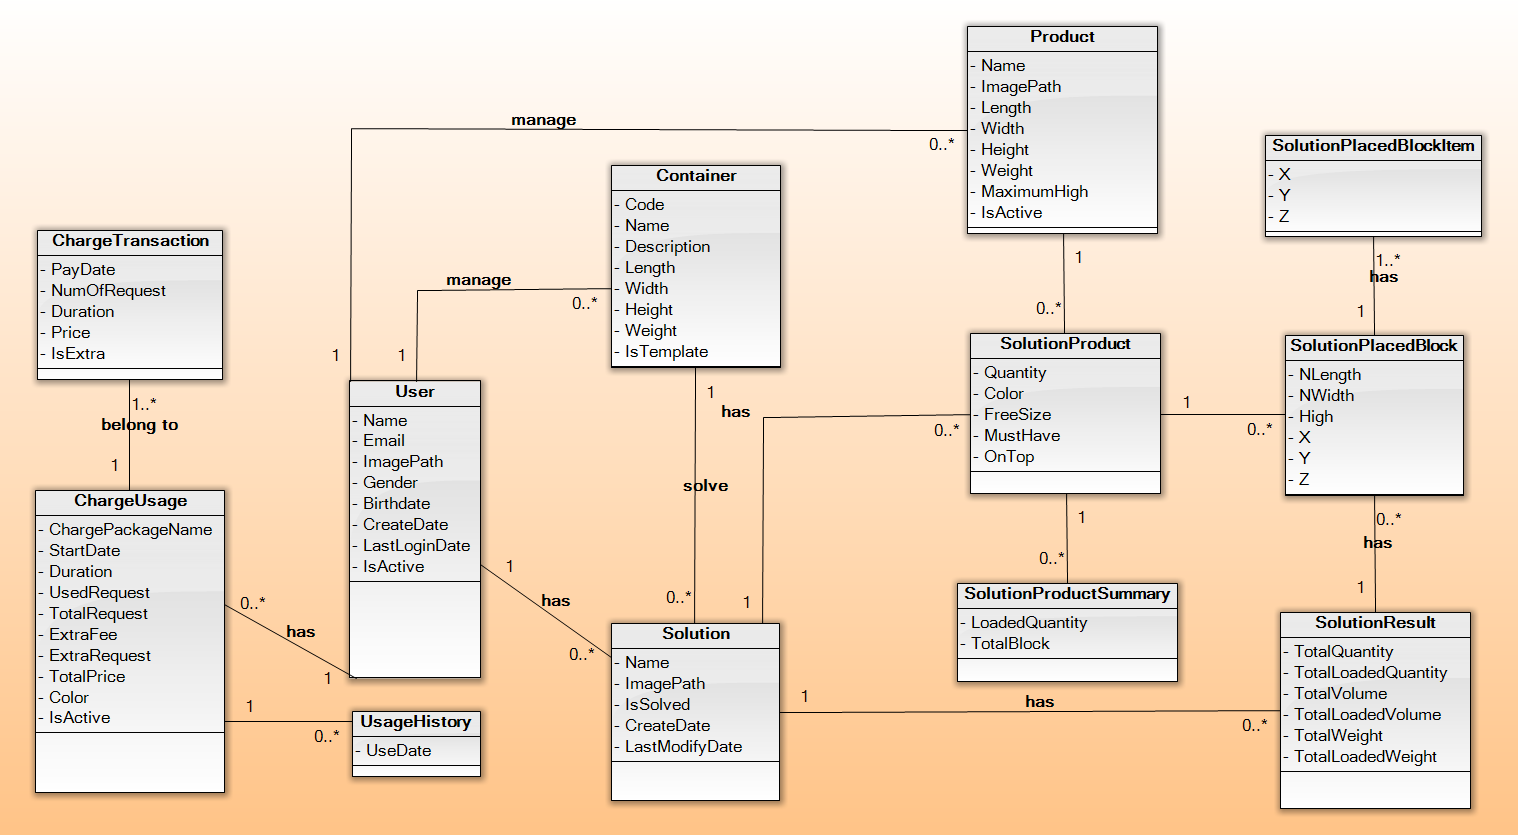 Product
- Name
- ImagePath
- Length
- Width
- Height
- Weight
- MaximumHigh
- IsActive
manage
0..*
1
SolutionPlacedBlockItem
- X
- Y
- Z
1..*
has
1
Container
- Code
- Name
- Description
- Length
- Width
- Height
- Weight
- IsTemplate
manage
0..*
1
ChargeTransaction
- PayDate
- NumOfRequest
- Duration
- Price
- IsExtra
1..*
belong to
1
1
0..*
SolutionProduct
- Quantity
- Color
- FreeSize
- MustHave
- OnTop
1
0..*
SolutionPlacedBlock
- NLength
- NWidth
- High
- X
- Y
- Z
0..*
has
1
User
- Name
- Email
- ImagePath
- Gender
- Birthdate
- CreateDate
- LastLoginDate
- IsActive
1
has
0..*
1
solve
0..*
has
0..*
1
ChargeUsage
- ChargePackageName
- StartDate
- Duration
- UsedRequest
- TotalRequest
- ExtraFee
- ExtraRequest
- TotalPrice
- Color
- IsActive
0..*
has
1
1
0..*
UsageHistory
- UseDate
Solution
- Name
- ImagePath
- IsSolved
- CreateDate
- LastModifyDate
1
has
0..*
1
0..*
SolutionProductSummary
- LoadedQuantity
- TotalBlock
SolutionResult
- TotalQuantity
- TotalLoadedQuantity
- TotalVolume
- TotalLoadedVolume
- TotalWeight
- TotalLoadedWeight